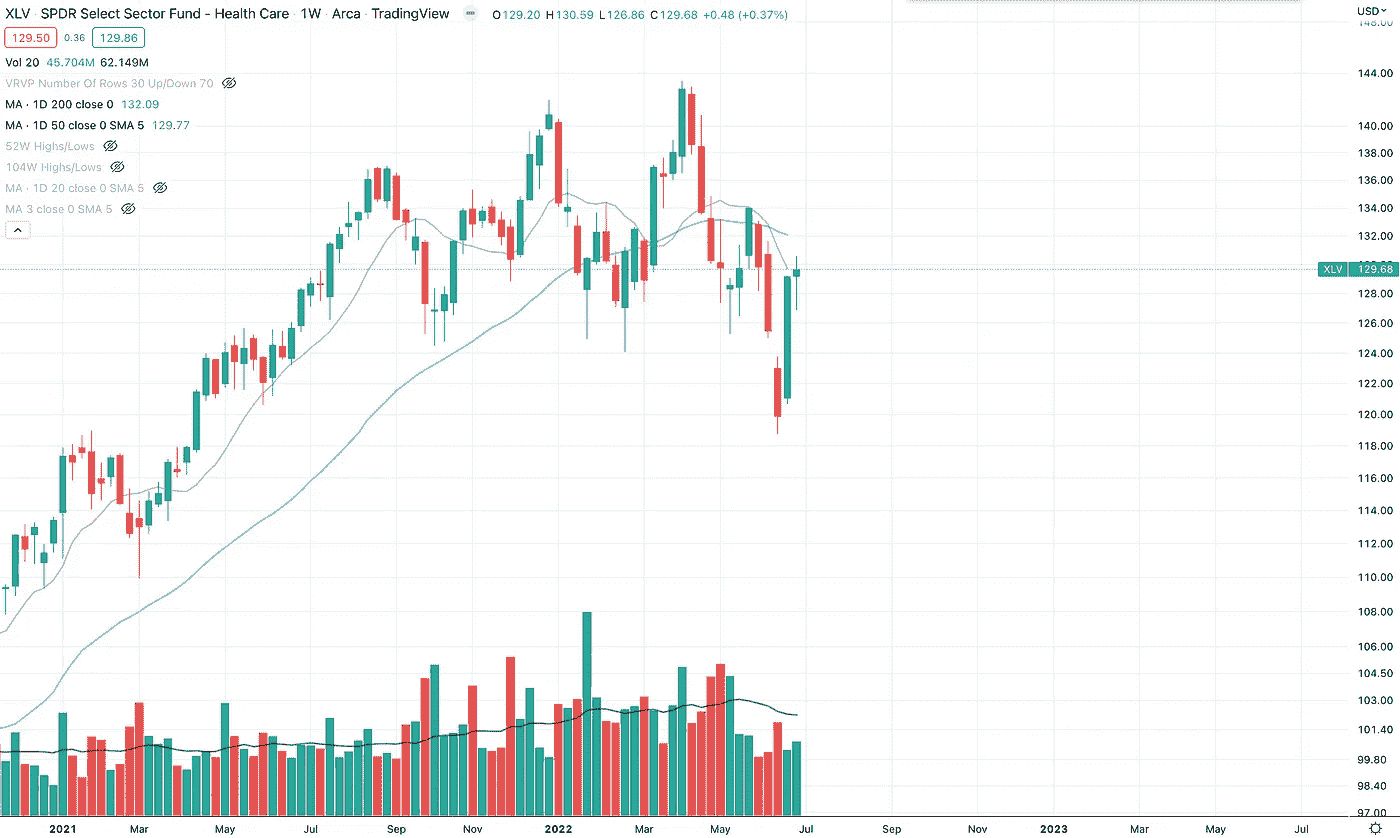 XLV · SPDR Select Sector Fund - Health Care · 1W · Arca · TradingView O129.20 H130.59 L126.86 C129.68 +0.48 (+0.37%)
USD
129.50 0.36 129.86
Vol 20 45.704M 62.149M
VRVP Number Of Rows 30 Up/Down 70
MA · 1D 200 close 0 132.09
MA · 1D 50 close 0 SMA 5 129.77
52W Highs/Lows
104W Highs/Lows
MA · 1D 20 close 0 SMA 5
MA 3 close 0 SMA 5
148.00
144.00
140.00
138.00
136.00
134.00
132.00
XLV 129.68
128.00
126.00
124.00
122.00
120.00
118.00
116.00
114.00
112.00
110.00
108.00
106.00
104.50
103.00
101.40
99.80
98.40
97.00
2021 Mar May Jul Sep Nov 2022 Mar May Jul Sep Nov 2023 Mar May Jul